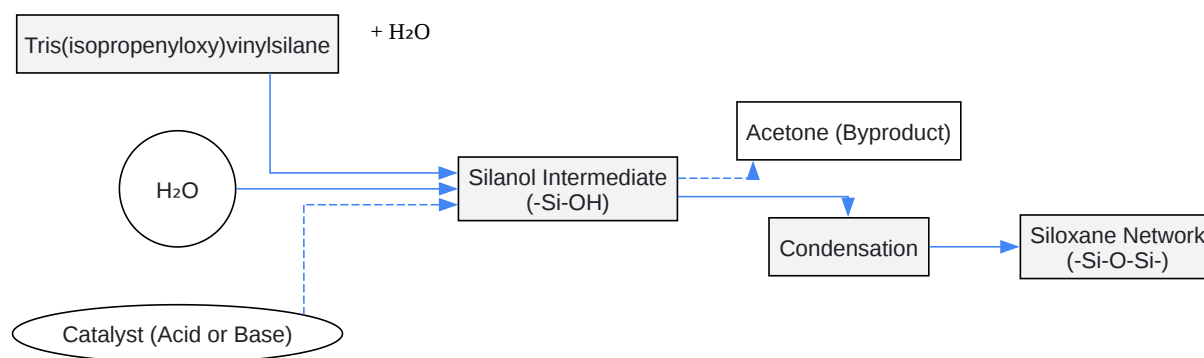 Tris(isopropenyloxy)vinylsilane
+ H₂O
H₂O
Catalyst (Acid or Base)
Silanol Intermediate
(-Si-OH)
Acetone (Byproduct)
Condensation
Siloxane Network
(-Si-O-Si-)